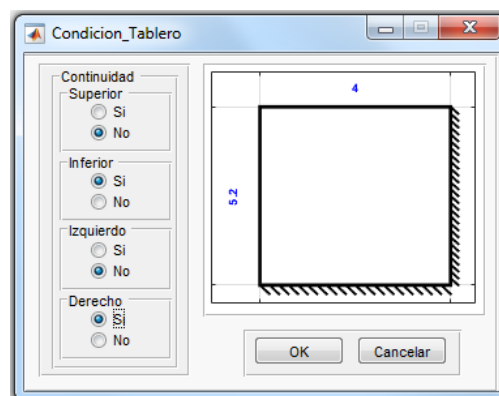 Condicion_Tablero
Continuidad
Superior
Si
No
Inferior
Si
No
Izquierdo
Si
No
Derecho
Si
No
4
5.2
OK
Cancelar